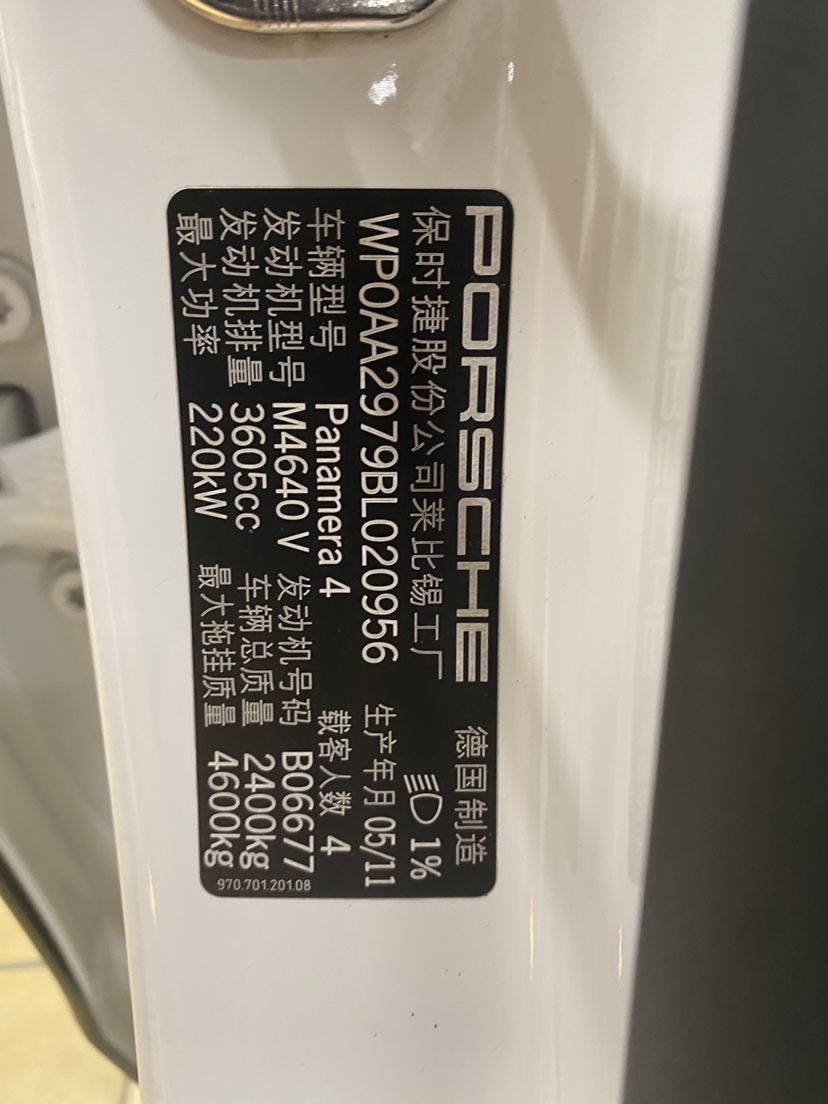 PORSCHE 德国制造
保时捷股份公司莱比锡工厂 1%
WP0AA2979BL020956 生产年月 05/11
车辆型号 Panamera 4 载客人数 4
发动机型号 M4640 V 发动机号码 B06677
发动机排量 3605cc 车辆总质量 2400kg
最大功率 220kW 最大拖挂质量 4600kg
970.701.201.08